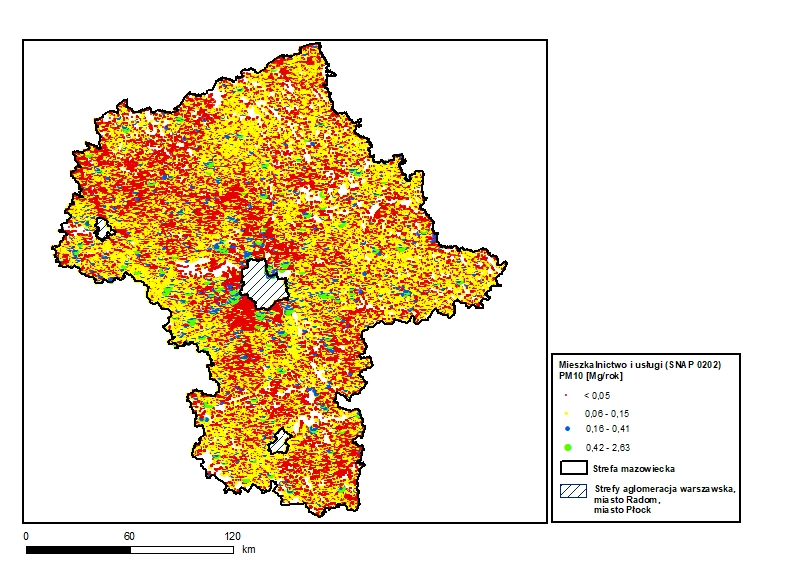 Mieszkalnictwo i usługi (SNAP 0202)
PM10 [Mg/rok]
< 0,05
0,06 - 0,15
0,16 - 0,41
0,42 - 2,63
Strefa mazowiecka
Strefy aglomeracja warszawska,
miasto Radom,
miasto Płock
0 60 120
km